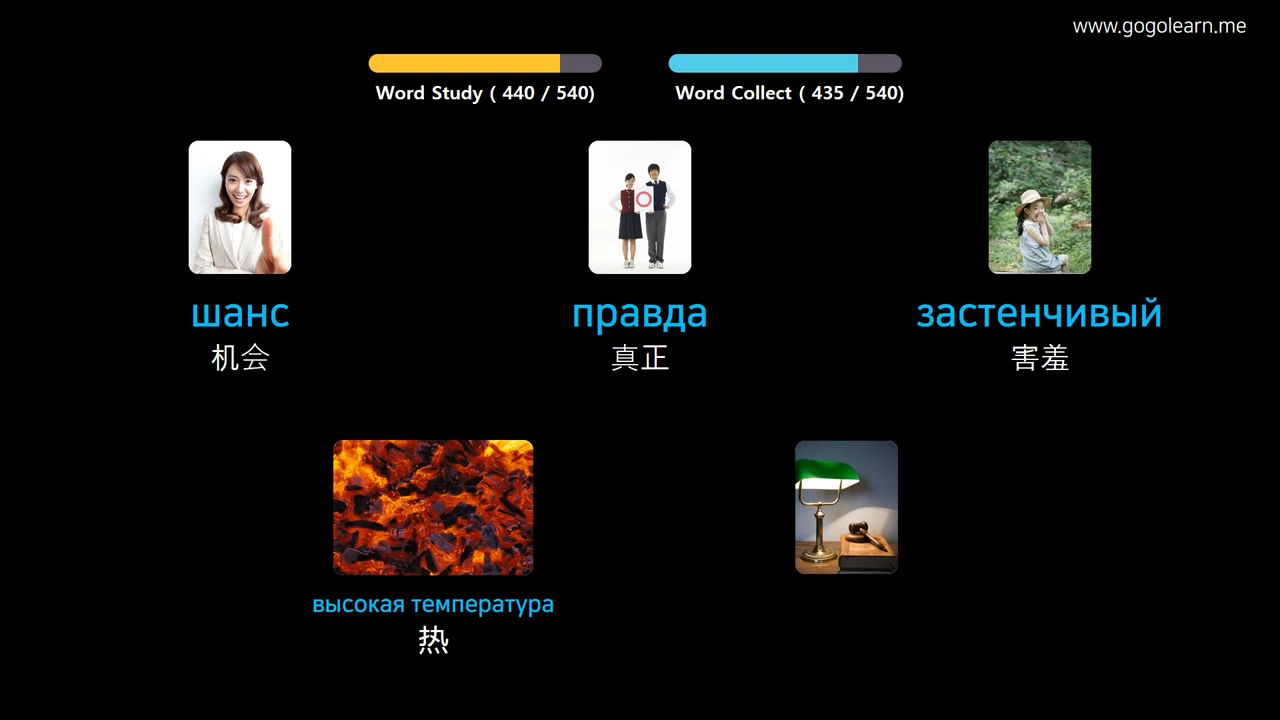 www.gogolearn.me
Word Study ( 440 / 540)
Word Collect ( 435 / 540)
шанс
机会
правда
真正
застенчивый
害羞
высокая температура
热